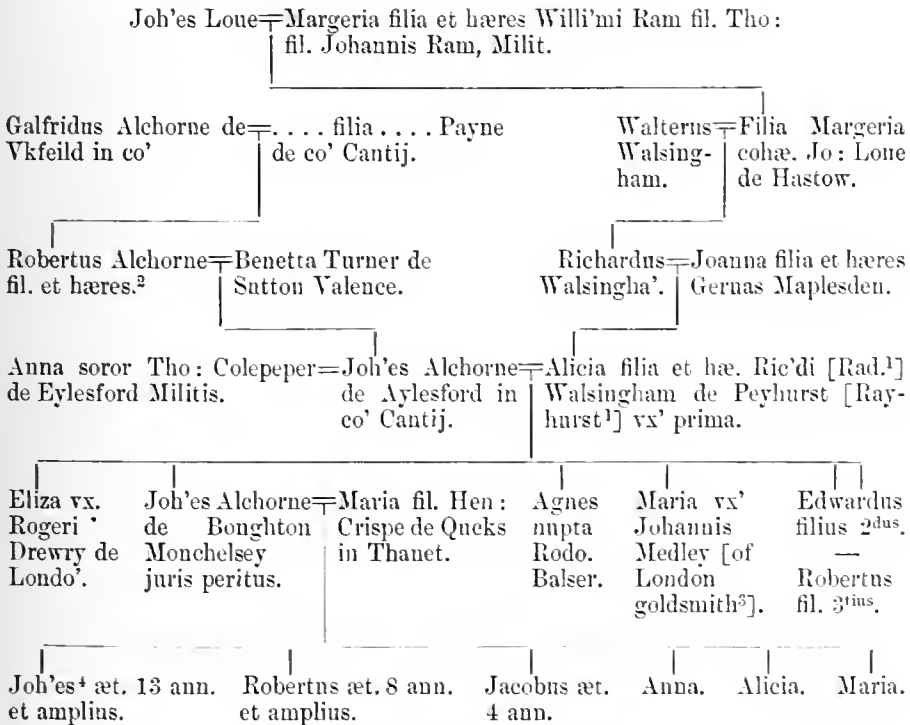 Joh'es Loue=Margeria filia et hæres Willi'mi Ram fil. Tho:
fil. Johannis Ram, Milit.
Galfridus Alchorne de=. . . . filia . . . . Payne
Vkfeild in co'
de co' Cantij.
Walterus=Filia Margeria
Walsing-
ham.
cohæ. Jo: Loue
de Hastow.
Robertus Alchorne=Benetta Turner de
fil. et hæres.²
Sutton Valence.
Richardus=Joanna filia et hæres
Walsingha'.
Geruas Maplesden.
Anna soror Tho: Colepeper=Joh'es Alchorne=Alicia filia et hæ. Ric'di [Rad.¹]
de Eylesford Militis.
de Aylesford in
co' Cantij.
Walsingham de Peyhurst [Ray-
hurst¹] vx' prima.
Eliza vx.
Rogeri
Drewry de
Londo'.
Joh'es Alchorne=Maria fil. Hen:
de Boughton
Monchelsey
juris peritus.
Crispe de Queks
in Thanet.
Agnes
nupta
Rodo.
Balser.
Maria vx'
Johannis
Medley [of
London
goldsmith³].
Edwardus
filius 2dus.
—
Robertus
fil. 3tius.
Joh'es⁴ æt. 13 ann.
et amplius.
Robertus æt. 8 ann.
et amplius.
Jacobus æt.
4 ann.
Anna.
Alicia.
Maria.